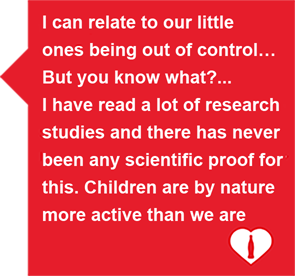 I can relate to our little
ones being out of control…
But you know what?...
I have read a lot of research
studies and there has never
been any scientific proof for
this. Children are by nature
more active than we are